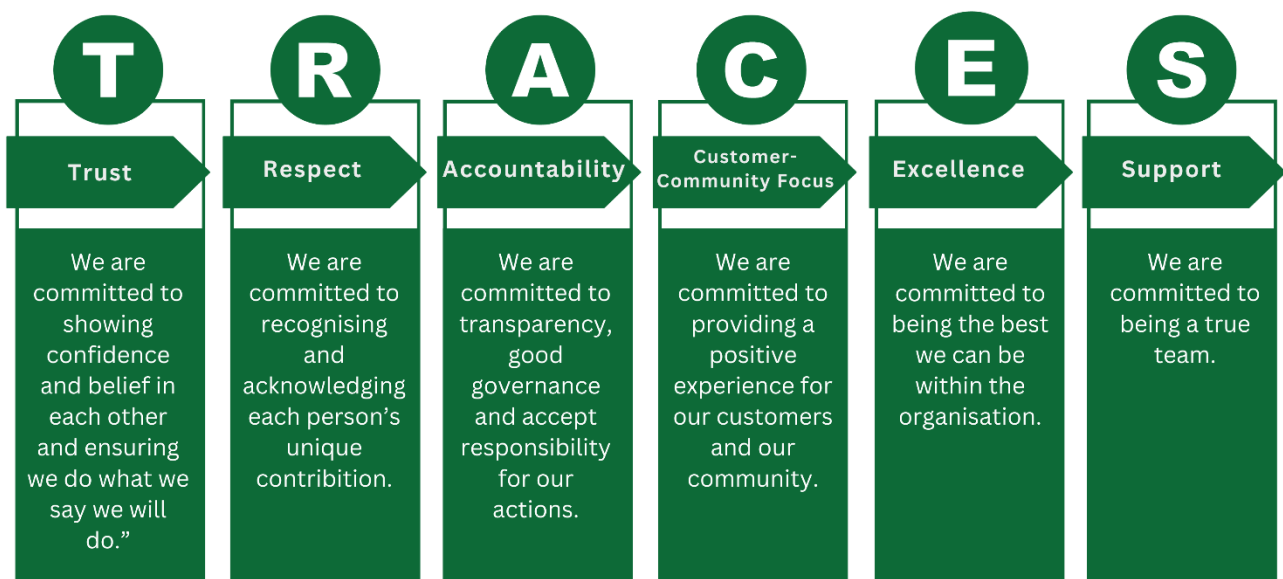 T
Trust
We are
committed to
showing
confidence
and belief in
each other
and ensuring
we do what we
say we will
do.”
R
Respect
We are
committed to
recognising
and
acknowledging
each person’s
unique
contribition.
A
Accountability
We are
committed to
transparency,
good
governance
and accept
responsibility
for our
actions.
C
Customer-
Community Focus
We are
committed to
providing a
positive
experience for
our customers
and our
community.
E
Excellence
We are
committed to
being the best
we can be
within the
organisation.
S
Support
We are
committed to
being a true
team.